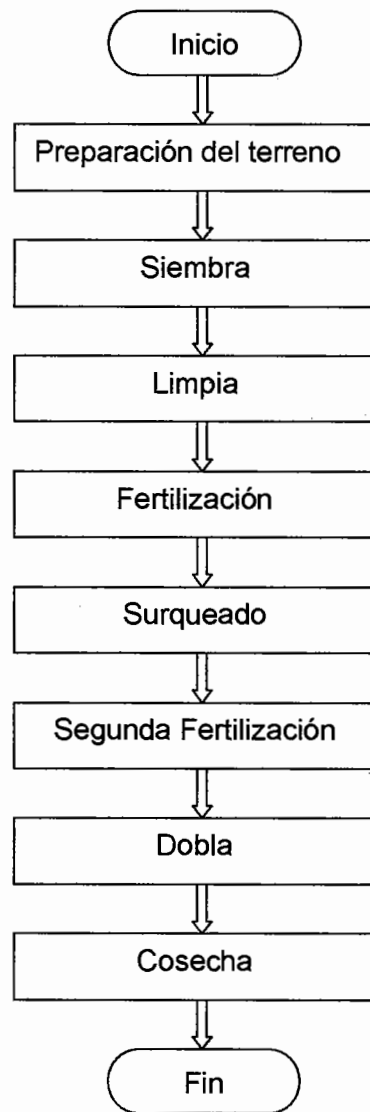 Inicio
Preparación del terreno
Siembra
Limpia
Fertilización
Surqueado
Segunda Fertilización
Dobla
Cosecha
Fin